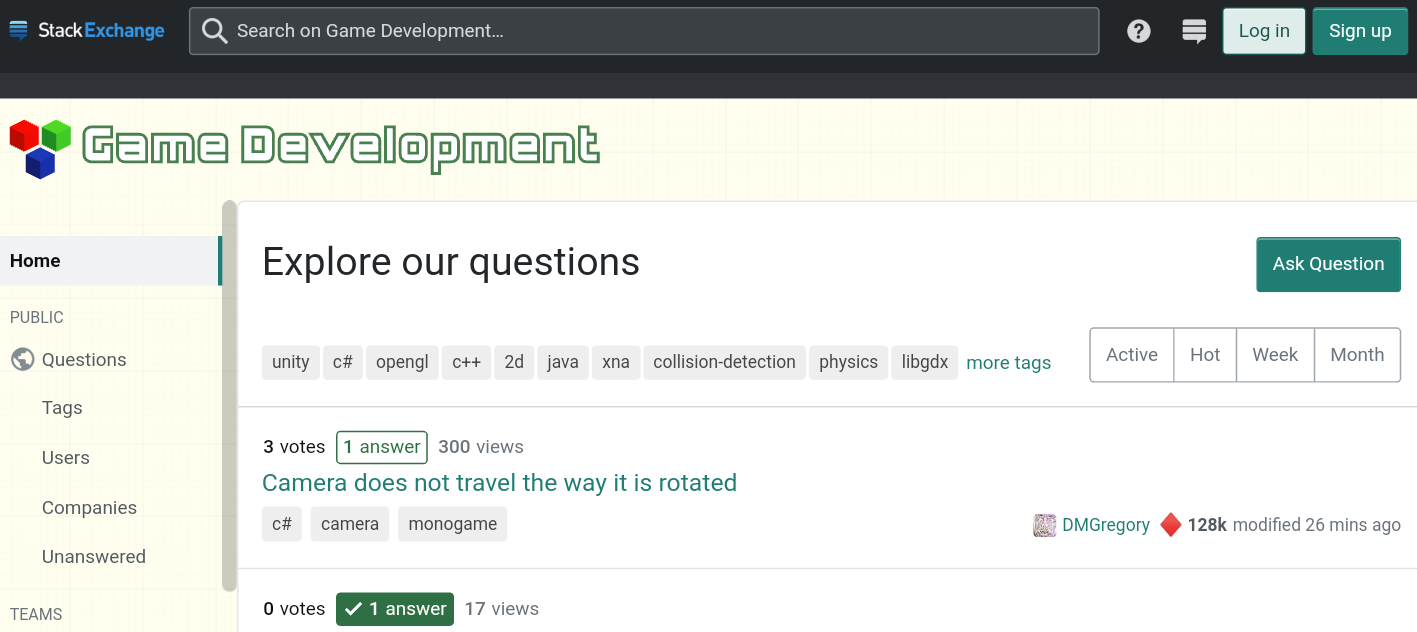 StackExchange Search on Game Development... ? Log in Sign up
Game Development
Home
PUBLIC
Questions
Tags
Users
Companies
Unanswered
TEAMS
Explore our questions Ask Question
unity c# opengl c++ 2d java xna collision-detection physics libgdx more tags Active Hot Week Month
3 votes 1 answer 300 views
Camera does not travel the way it is rotated
c# camera monogame DMGregory 128k modified 26 mins ago
0 votes 1 answer 17 views